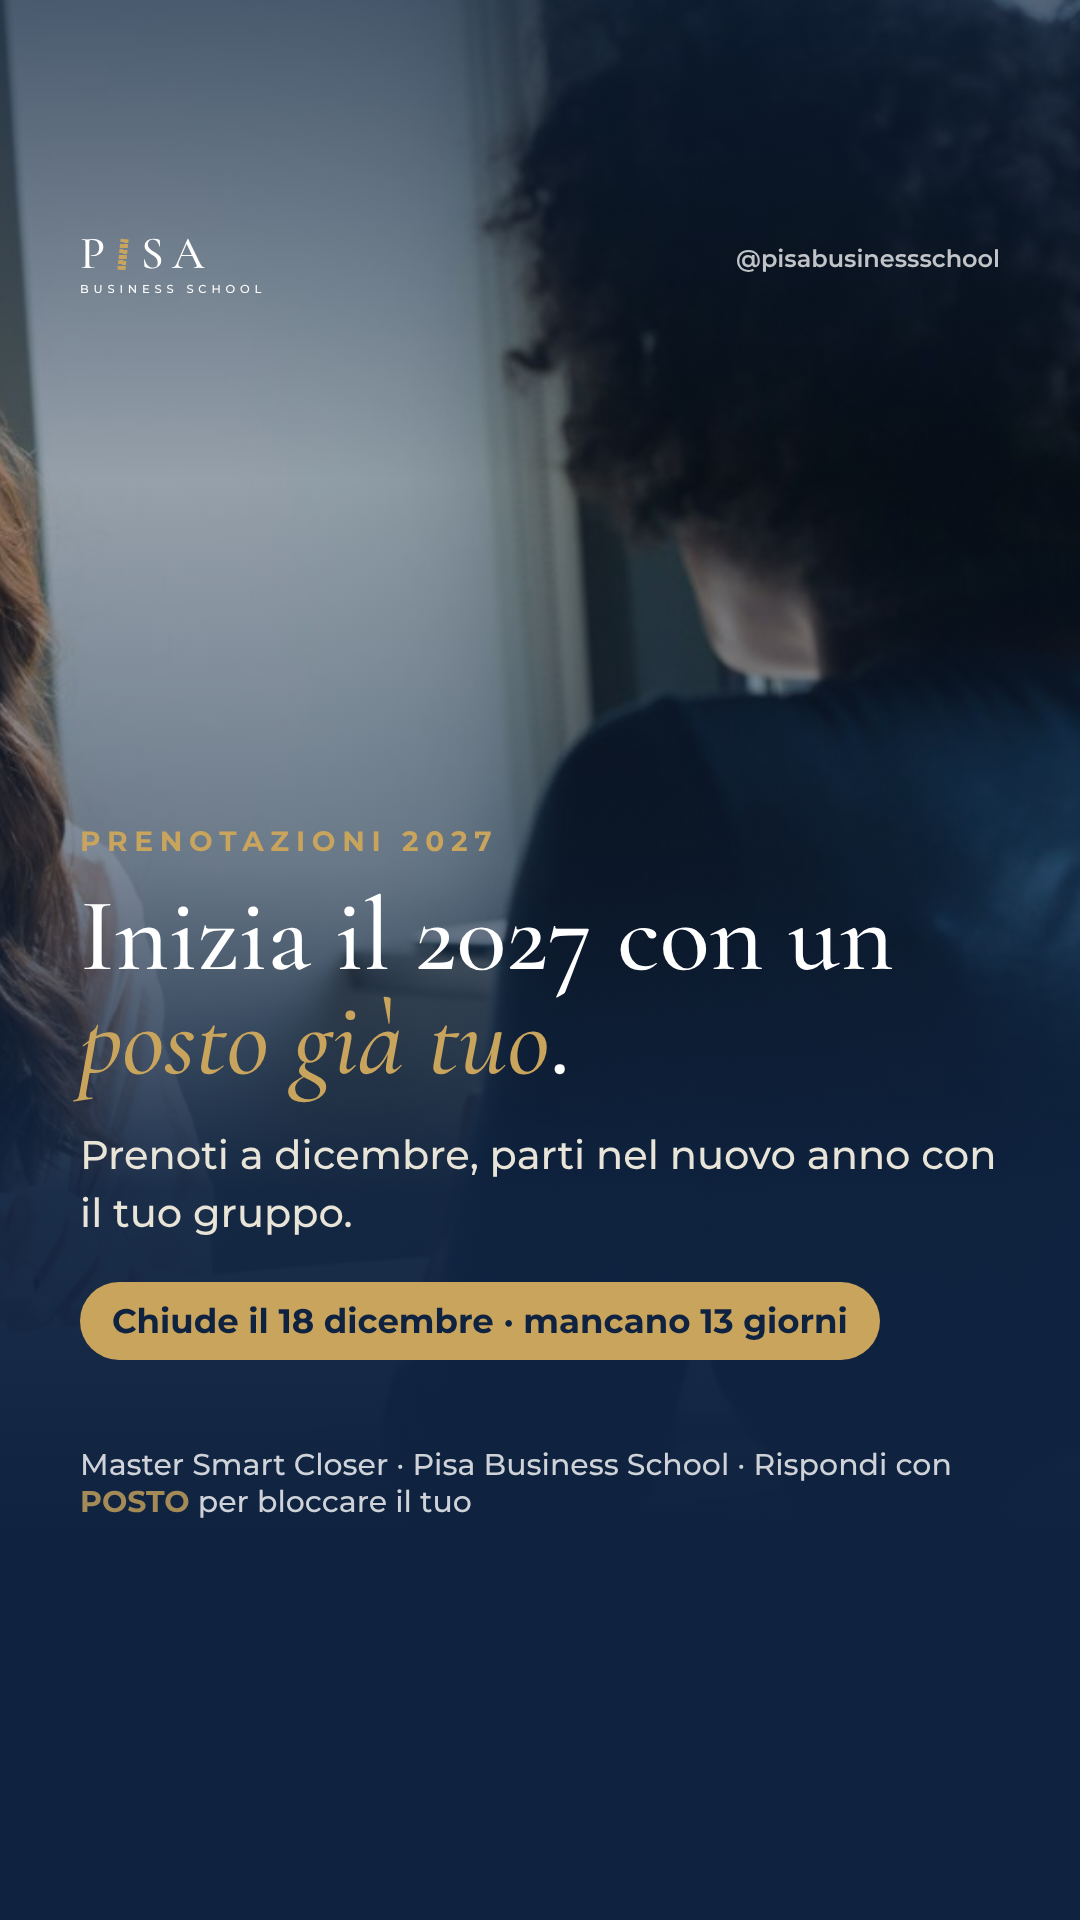 PISA
BUSINESS SCHOOL
@pisabusinessschool
PRENOTAZIONI 2027
Inizia il 2027 con un
posto già tuo.
Prenoti a dicembre, parti nel nuovo anno con
il tuo gruppo.
Chiude il 18 dicembre · mancano 13 giorni
Master Smart Closer · Pisa Business School · Rispondi con
POSTO per bloccare il tuo